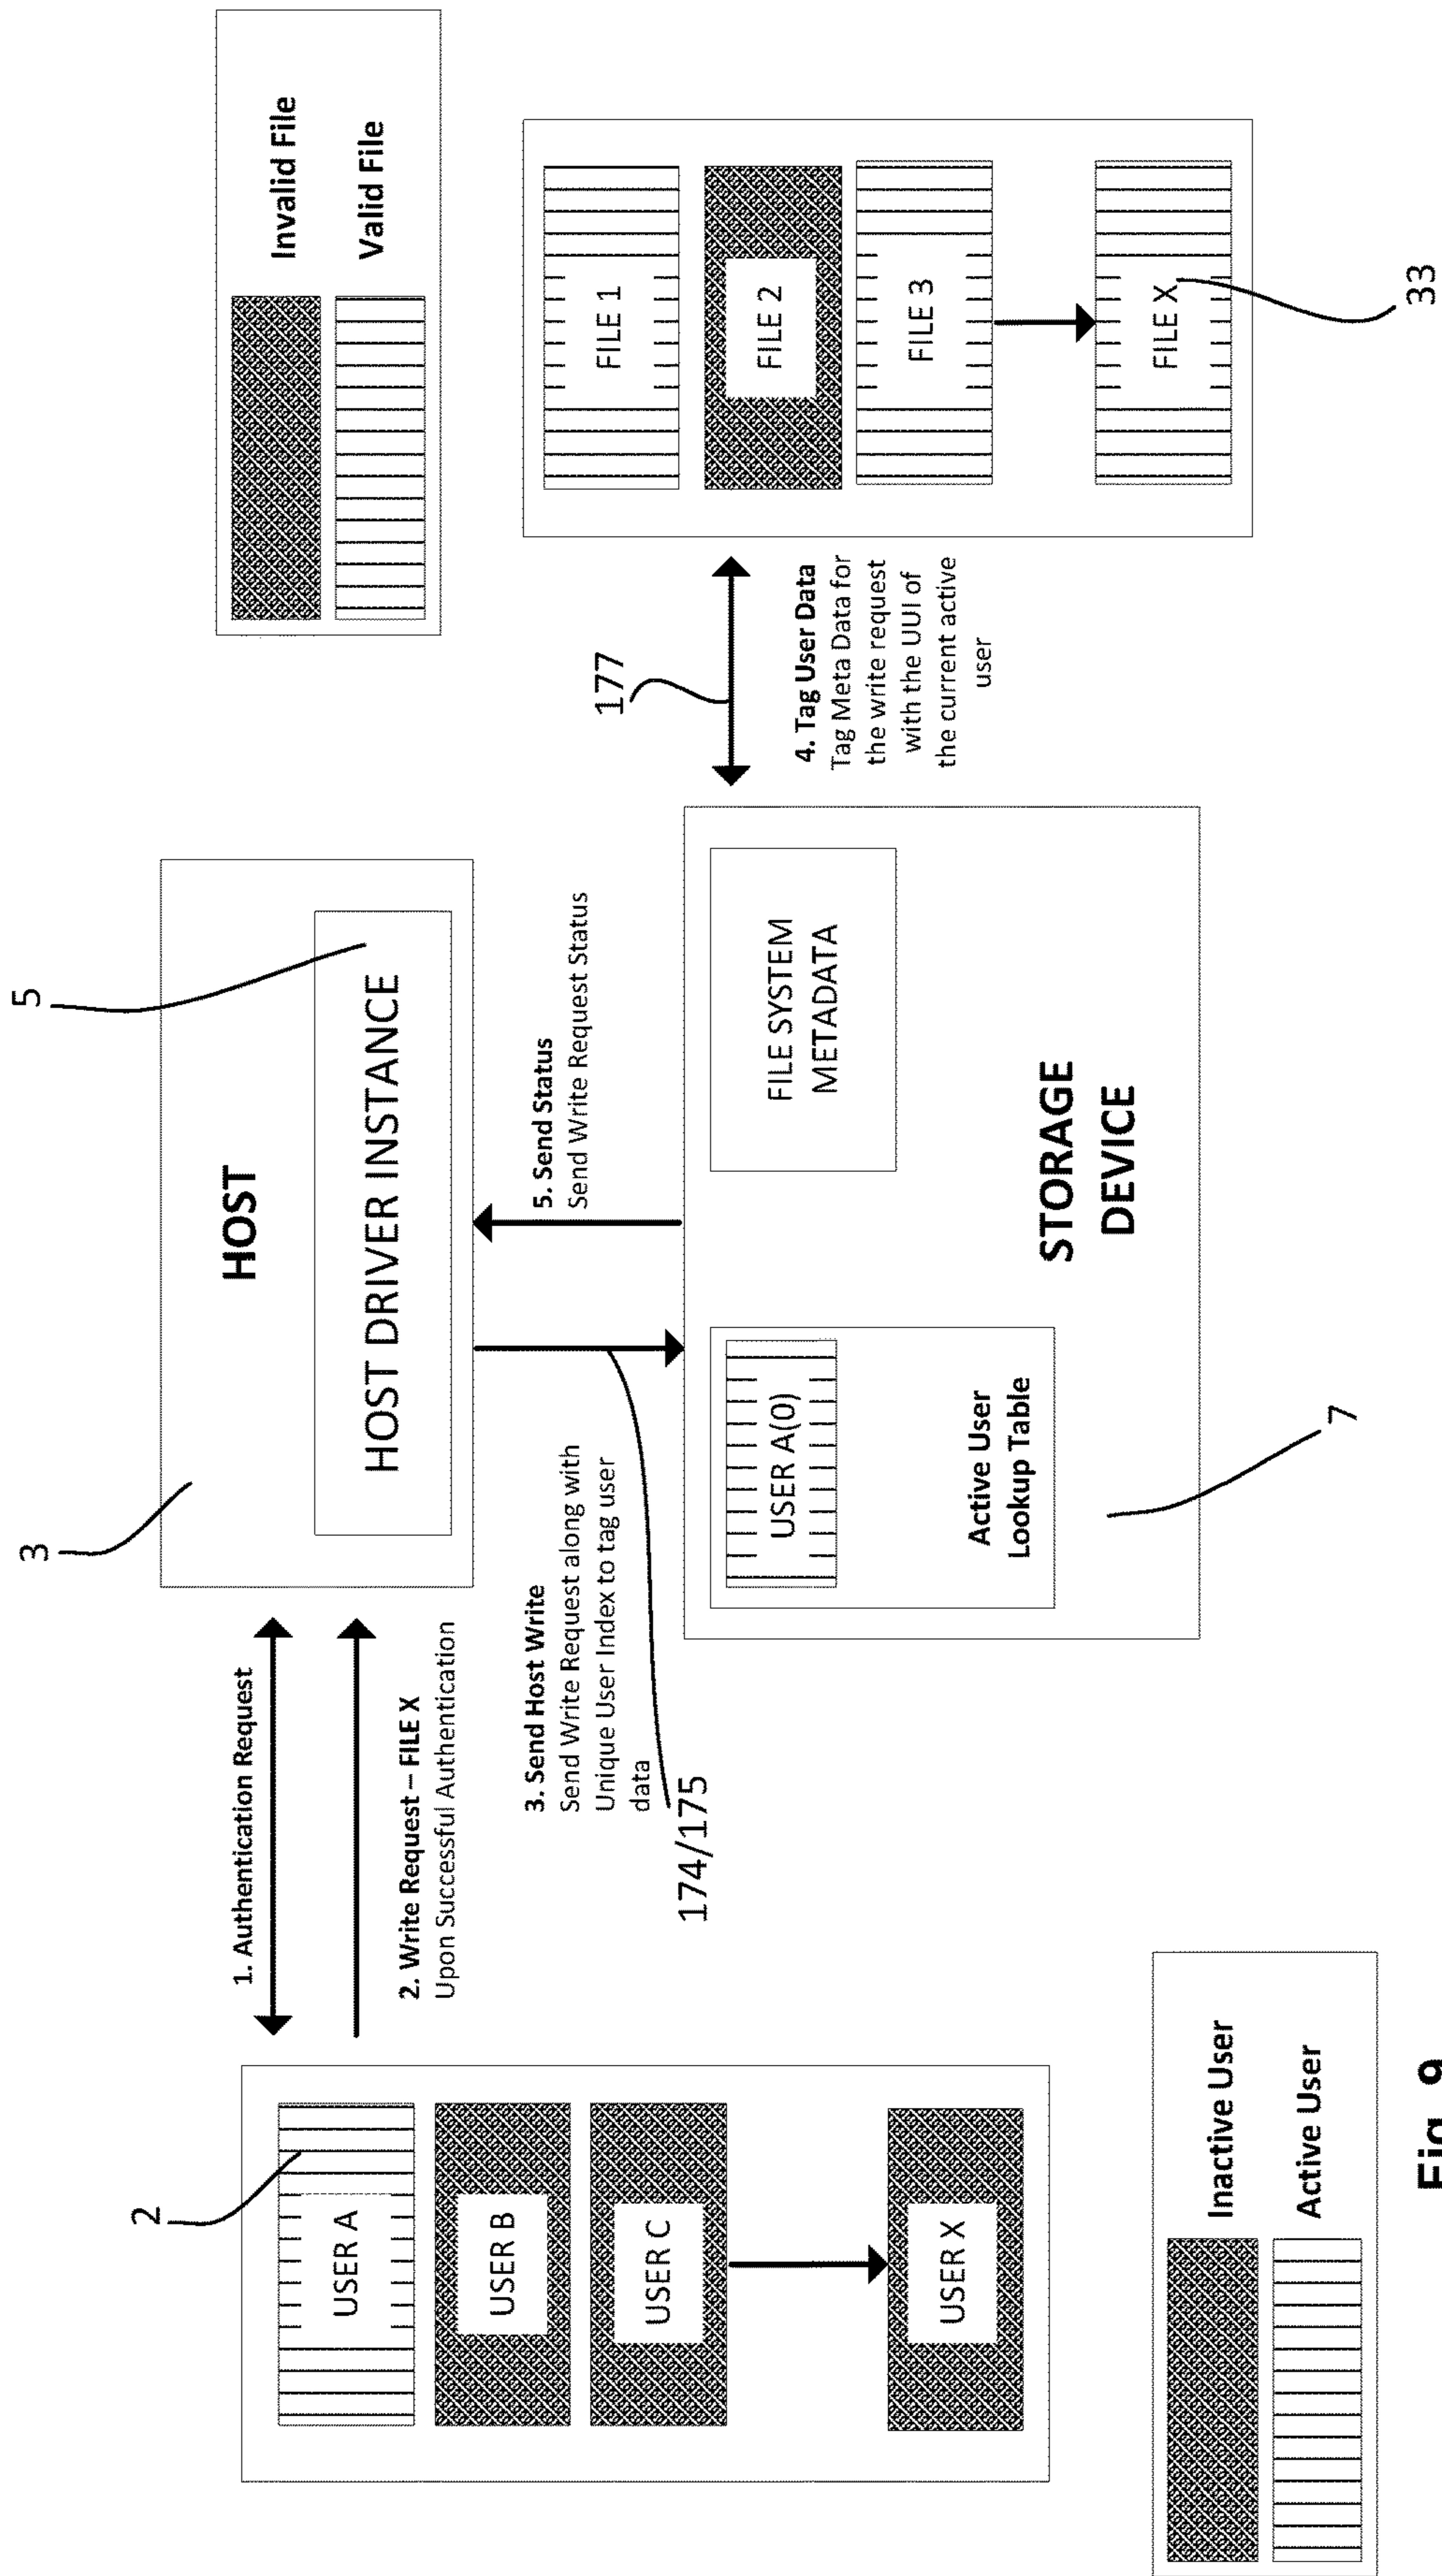 2
USER A
USER B
USER C
USER X
Inactive User
Active User
1. Authentication Request
2. Write Request – FILE X
Upon Successful Authentication
3
HOST
HOST DRIVER INSTANCE
5
3. Send Host Write
Send Write Request along with
Unique User Index to tag user
data
174/175
5. Send Status
Send Write Request Status
USER A(0)
Active User
Lookup Table
FILE SYSTEM
METADATA
STORAGE
DEVICE
7
177
4. Tag User Data
Tag Meta Data for
the write request
with the UUI of
the current active
user
Invalid File
Valid File
FILE 1
FILE 2
FILE 3
FILE X
33
Fig. 9